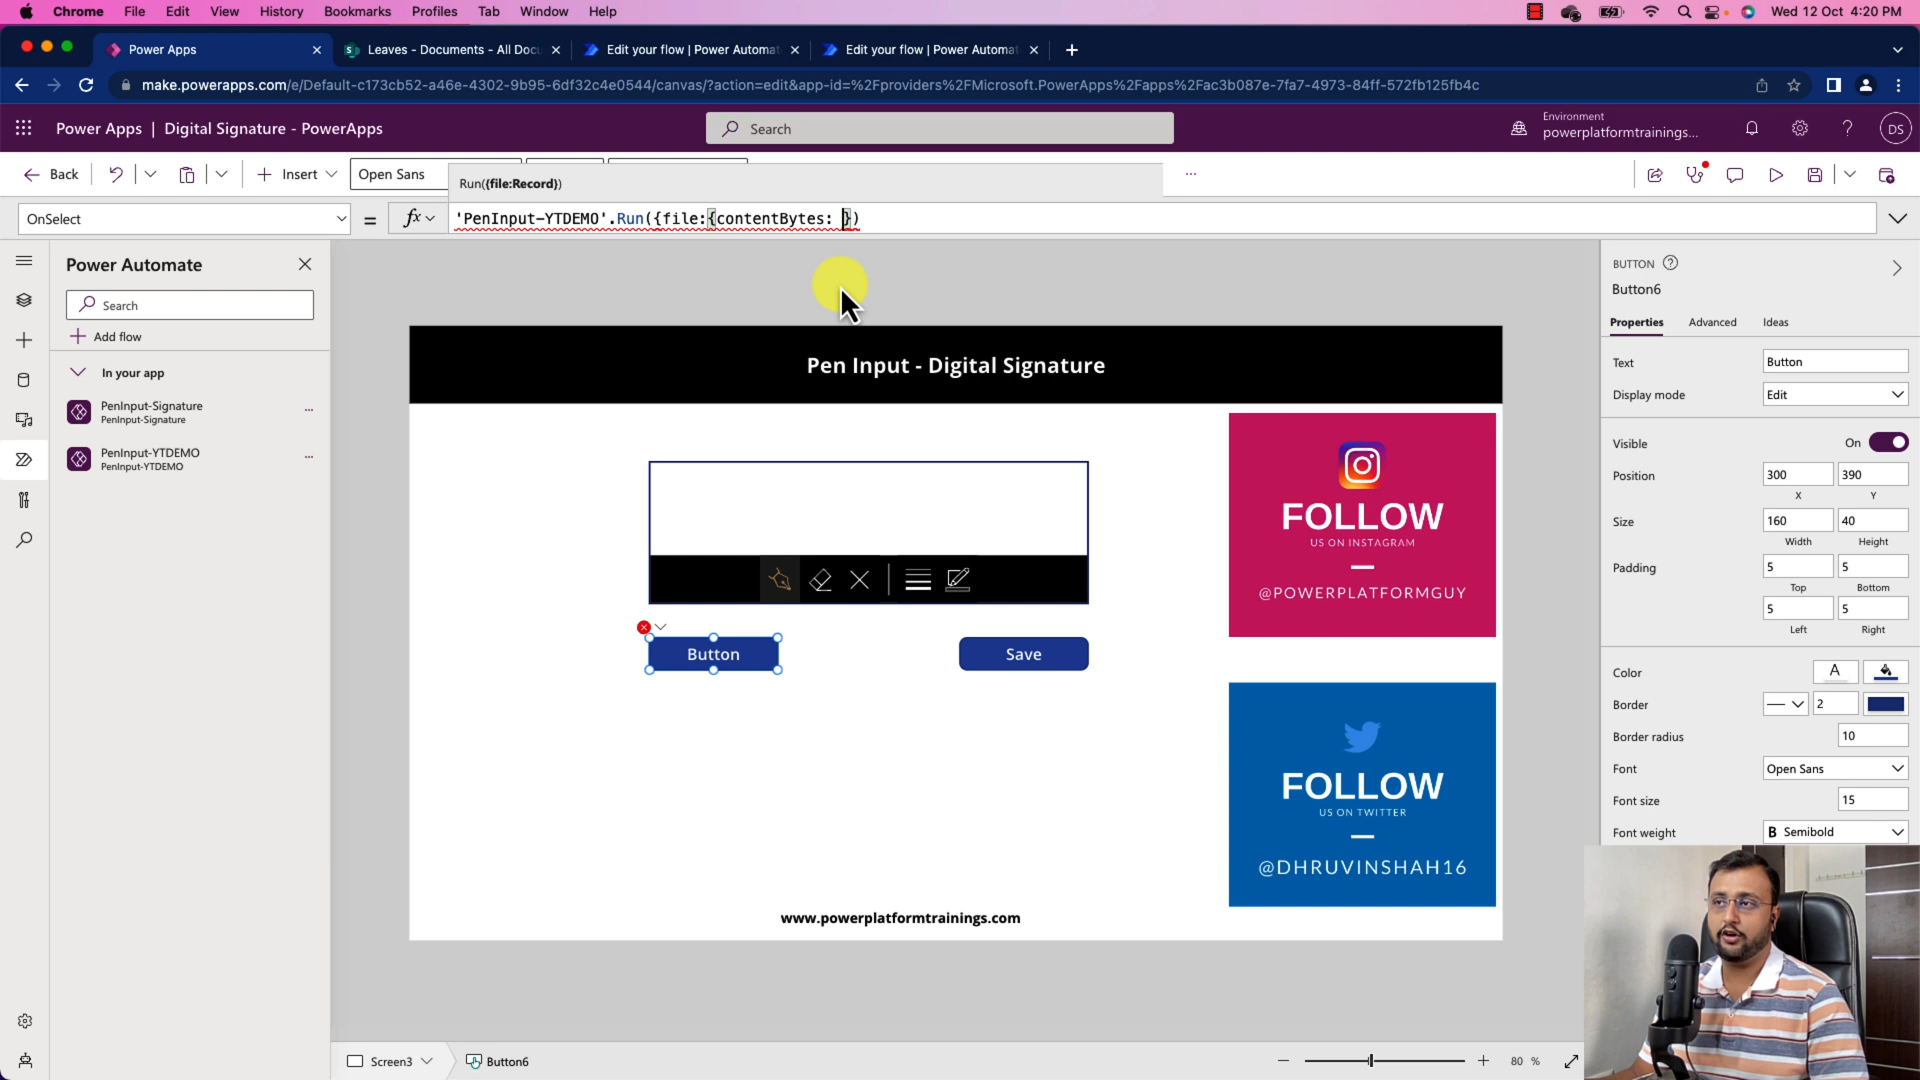 Chrome File Edit View History Bookmarks Profiles Tab Window Help Wed 12 Oct 4:20 PM
Power Apps Leaves - Documents - All Docu Edit your flow | Power Automat Edit your flow | Power Automat
make.powerapps.com/e/Default-c173cb52-a46e-4302-9b95-6df32c4e0544/canvas/?action=edit&app-id=%2Fproviders%2FMicrosoft.PowerApps%2Fapps%2Fac3b087e-7fa7-4973-84ff-572fb125fb4c
Power Apps | Digital Signature - PowerApps
Search
Environment
powerplatformtrainings...
DS
Back
Insert
Open Sans
Run({file:Record})
...
OnSelect
= fx
'PenInput-YTDEMO'.Run({file:{contentBytes: })
Power Automate
Search
Add flow
In your app
PenInput-Signature
PenInput-Signature
...
PenInput-YTDEMO
PenInput-YTDEMO
...
Pen Input - Digital Signature
Button
Save
FOLLOW
US ON INSTAGRAM
@POWERPLATFORMGUY
FOLLOW
US ON TWITTER
@DHRUVINSHAH16
www.powerplatformtrainings.com
BUTTON
Button6
Properties Advanced Ideas
Text Button
Display mode Edit
Visible On
Position 300 390
X Y
Size 160 40
Width Height
Padding 5 5
Top Bottom
5 5
Left Right
Color A
Border 2
Border radius 10
Font Open Sans
Font size 15
Font weight B Semibold
Screen3 Button6
80 %